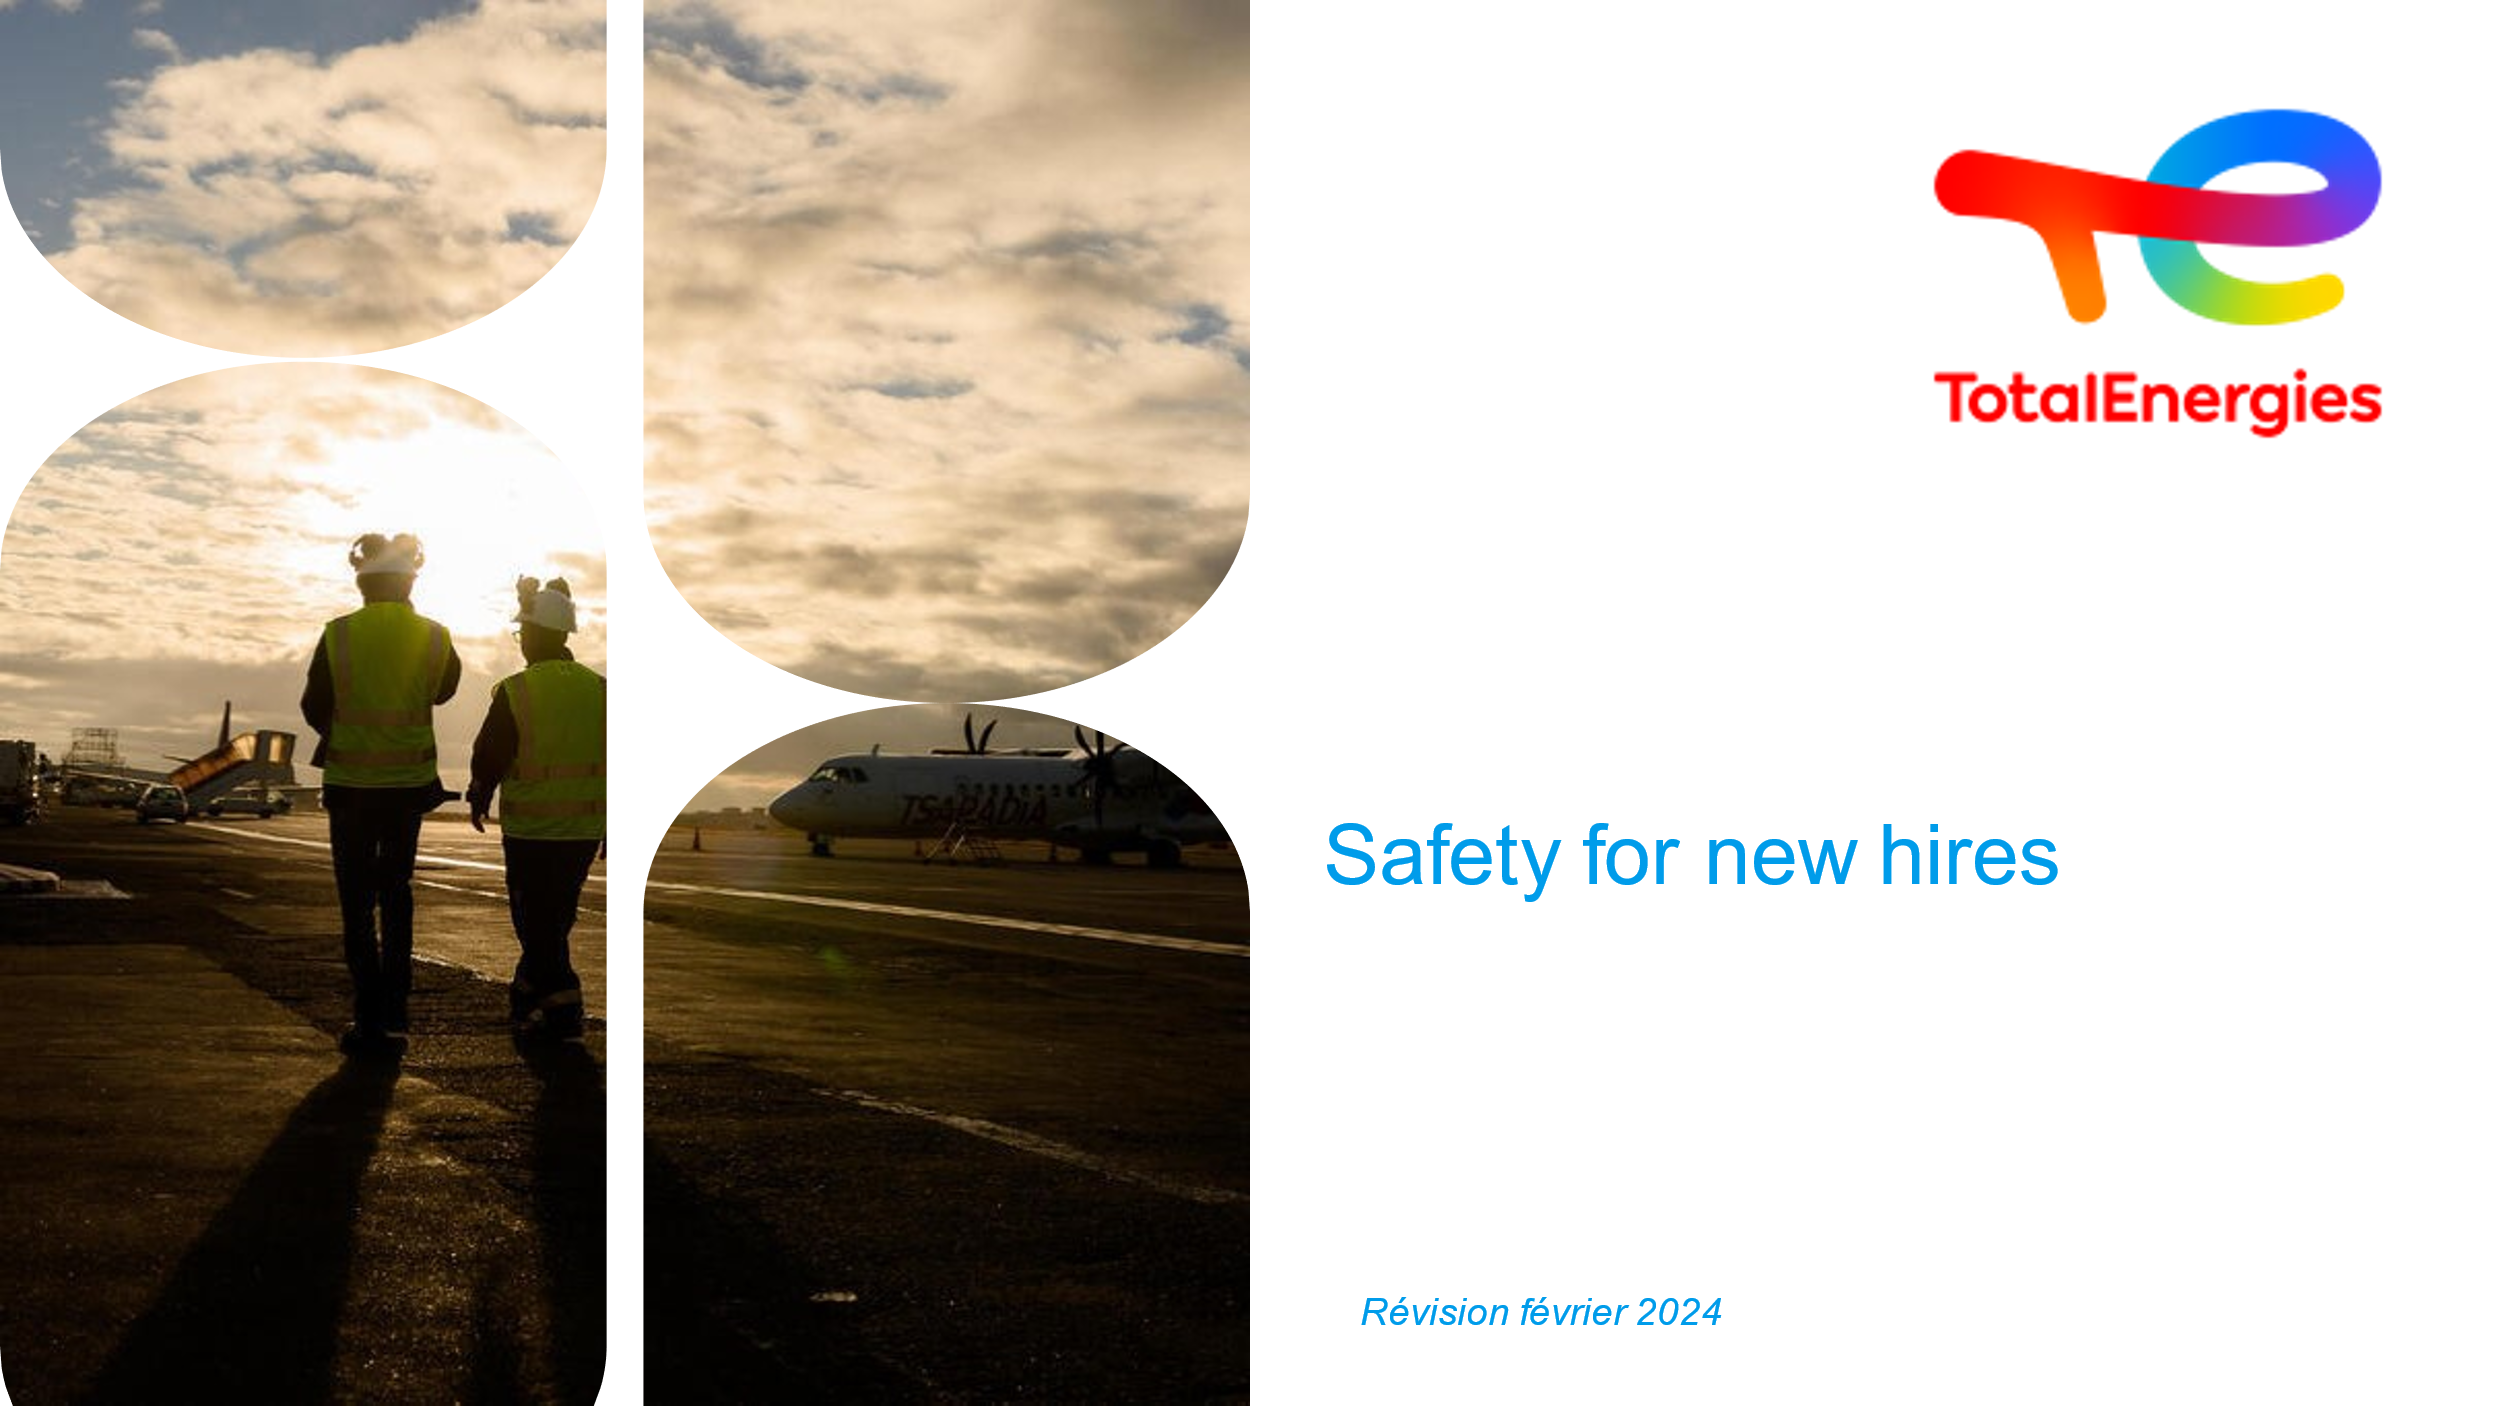 TotalEnergies
TSARADIA
Safety for new hires
Révision février 2024